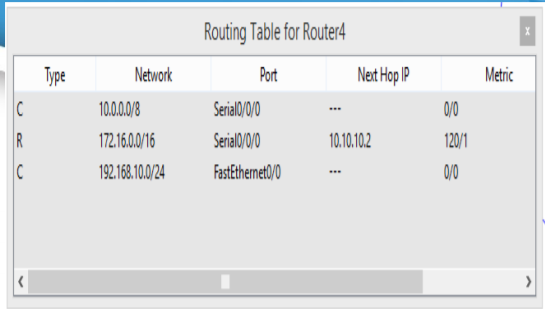 Routing Table for Router4
x
Type Network Port Next Hop IP Metric
C 10.0.0.0/8 Serial0/0/0 --- 0/0
R 172.16.0.0/16 Serial0/0/0 10.10.10.2 120/1
C 192.168.10.0/24 FastEthernet0/0 --- 0/0